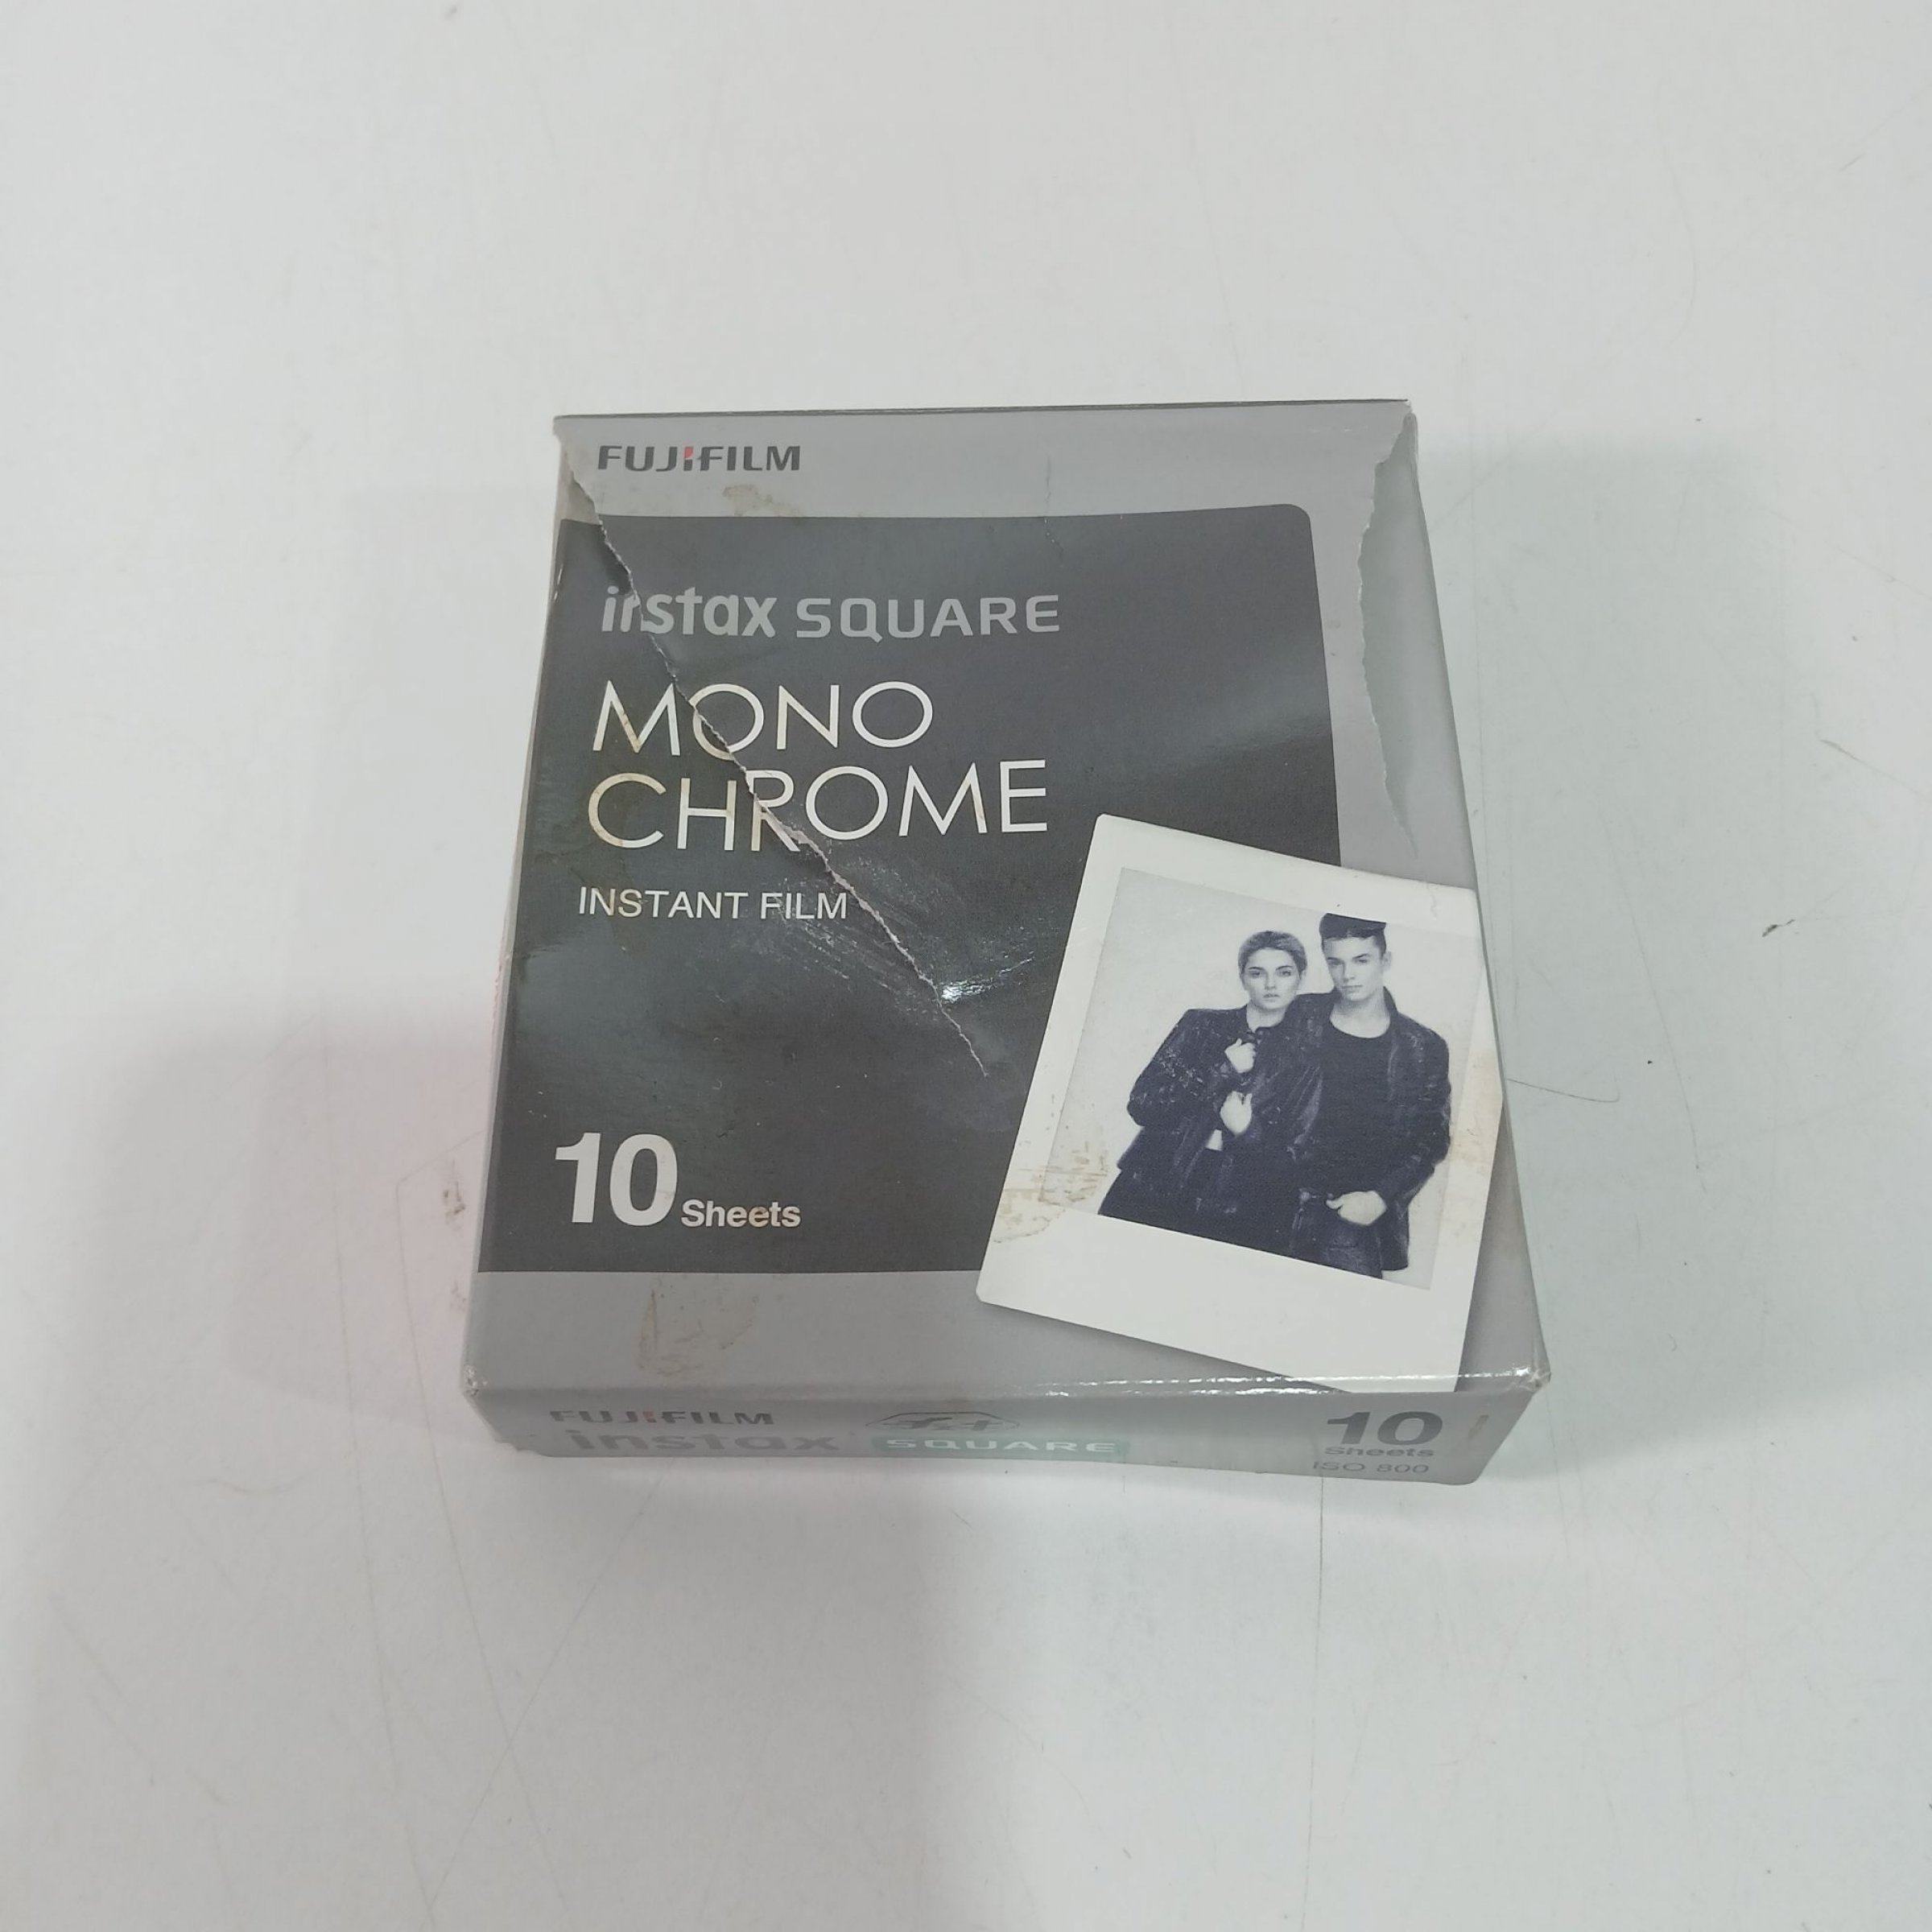 FUJIFILM
instax SQUARE
MONO
CHROME
INSTANT FILM
10 Sheets
FUJIFILM
instax SQUARE
10
Sheets
ISO 800